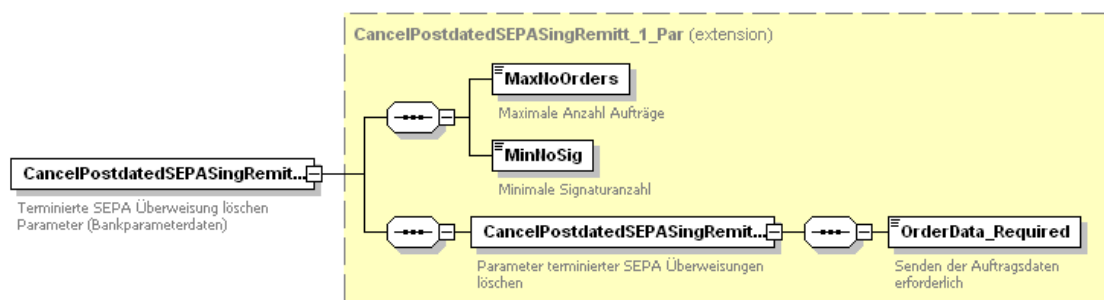 CancelPostdatedSEPASingRemitt_1_Par (extension)
MaxNoOrders
Maximale Anzahl Aufträge
MinNoSig
Minimale Signaturanzahl
CancelPostdatedSEPASingRemit...
Terminierte SEPA Überweisung löschen
Parameter (Bankparameterdaten)
CancelPostdatedSEPASingRemit...
Parameter terminierter SEPA Überweisungen
löschen
OrderData_Required
Senden der Auftragsdaten
erforderlich